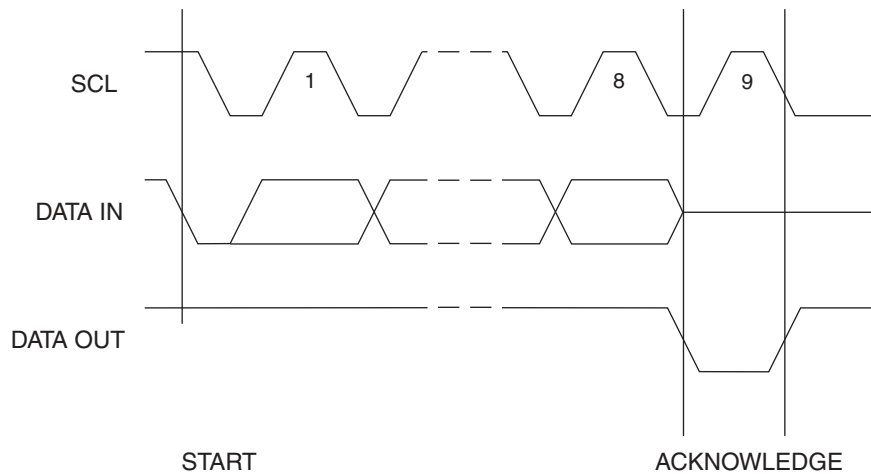 SCL
1
8
9
DATA IN
DATA OUT
START
ACKNOWLEDGE